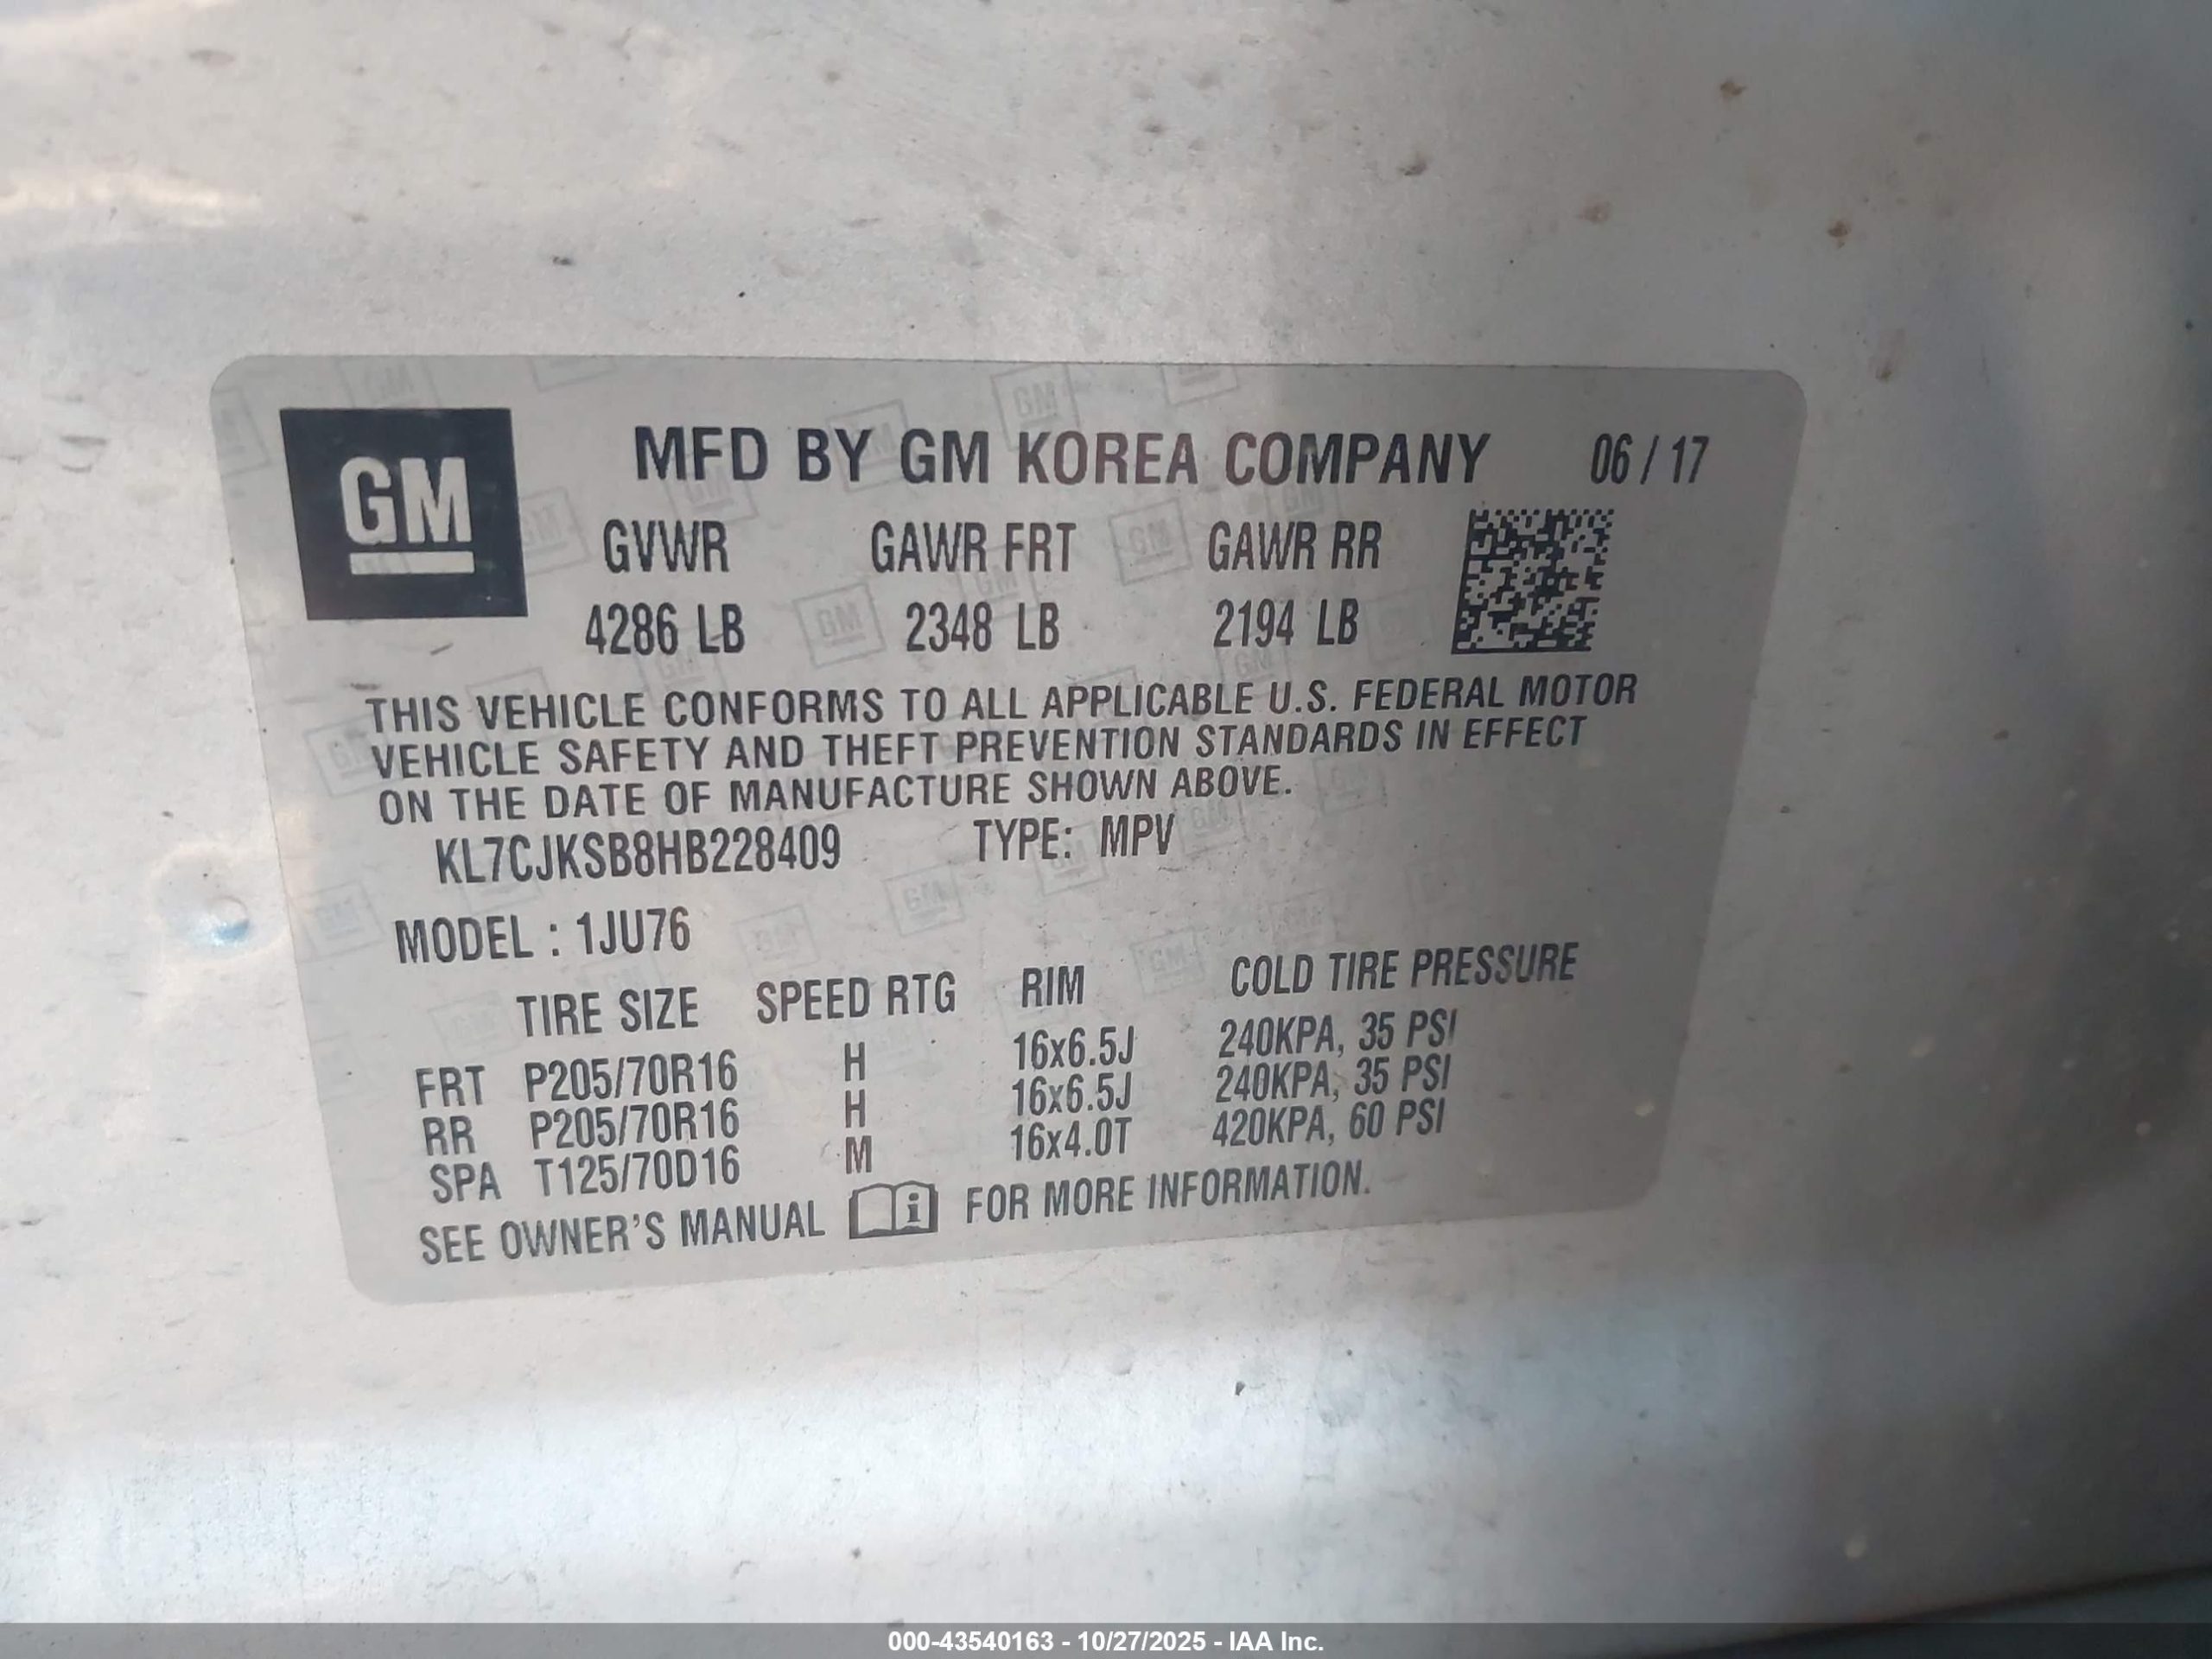 GM
MFD BY GM KOREA COMPANY 06 / 17
GVWR GAWR FRT GAWR RR
4286 LB 2348 LB 2194 LB
THIS VEHICLE CONFORMS TO ALL APPLICABLE U.S. FEDERAL MOTOR
VEHICLE SAFETY AND THEFT PREVENTION STANDARDS IN EFFECT
ON THE DATE OF MANUFACTURE SHOWN ABOVE.
KL7CJKSB8HB228409 TYPE: MPV
MODEL : 1JU76
TIRE SIZE SPEED RTG RIM COLD TIRE PRESSURE
FRT P205/70R16 H 16x6.5J 240KPA, 35 PSI
RR P205/70R16 H 16x6.5J 240KPA, 35 PSI
SPA T125/70D16 M 16x4.0T 420KPA, 60 PSI
SEE OWNER'S MANUAL i FOR MORE INFORMATION.
000-43540163 - 10/27/2025 - IAA Inc.